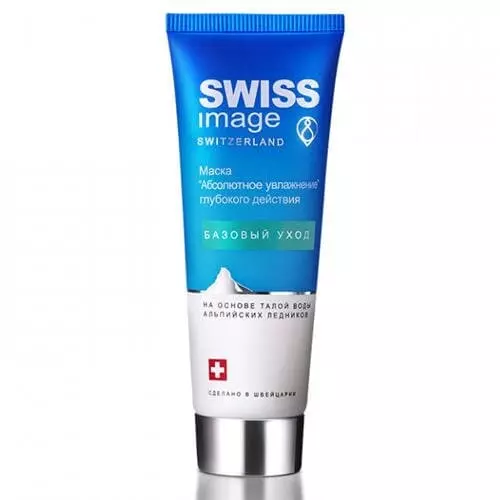 SWISS
image
SWITZERLAND
Маска
"Абсолютное увлажнение"
глубокого действия
БАЗОВЫЙ УХОД
НА ОСНОВЕ ТАЛОЙ ВОДЫ
АЛЬПИЙСКИХ ЛЕДНИКОВ
СДЕЛАНО В ШВЕЙЦАРИИ